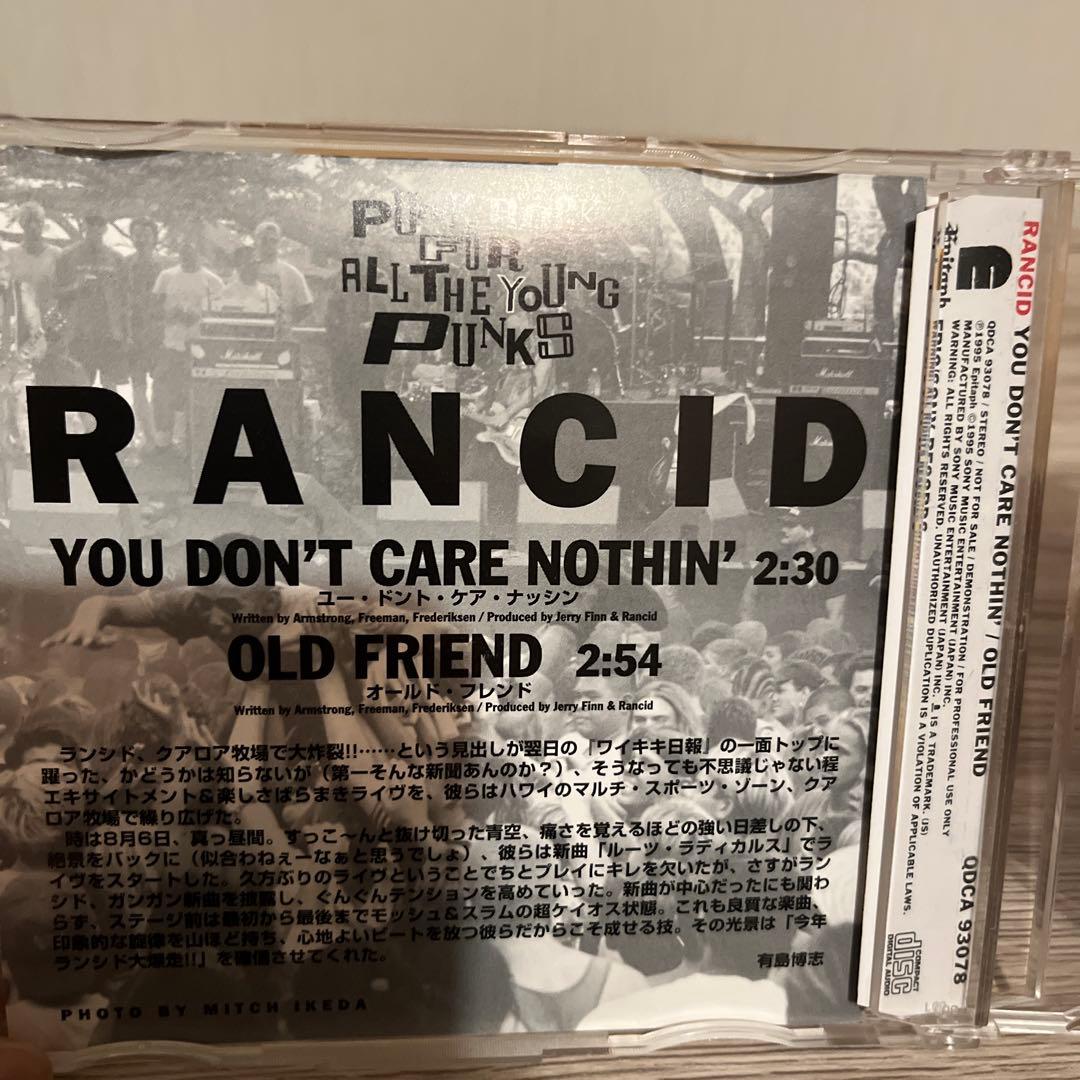 PUNK ROCK
FOR
ALL THE YOUNG
PUNKS
RANCID
YOU DON'T CARE NOTHIN' 2:30
ユー・ドント・ケア・ナッシン
Written by Armstrong, Freeman, Frederiksen / Produced by Jerry Finn & Rancid
OLD FRIEND 2:54
オールド・フレンド
Written by Armstrong, Freeman, Frederiksen / Produced by Jerry Finn & Rancid
ランシド、クアロア牧場で大炸裂!!……という見出しが翌日の「ワイキキ日報」の一面トップに
躍った、かどうかは知らないが（第一そんな新聞あんのか？）、そうなっても不思議じゃない程
エキサイトメント&楽しさばらまきライヴを、彼らはハワイのマルチ・スポーツ・ゾーン、クア
ロア牧場で繰り広げた。
時は8月6日、真っ昼間。すっこ〜んと抜け切った青空、痛さを覚えるほどの強い日差しの下、
絶景をバックに（似合わねぇーなぁと思うでしょ）、彼らは新曲「ルーツ・ラディカルス」でラ
イヴをスタートした。久方ぶりのライヴということでちとプレイにキレを欠いたが、さすがラン
シド、ガンガン新曲を披露し、ぐんぐんテンションを高めていった。新曲が中心だったにも関わ
らず、ステージ前は最初から最後までモッシュ&スラムの超ケイオス状態。これも良質な楽曲、
印象的な旋律を山ほど持ち、心地よいビートを放つ彼らだからこそ成せる技。その光景は「今年
ランシド大爆走!!」を確信させてくれた。
有島博志
PHOTO BY MITCH IKEDA
RANCID YOU DON'T CARE NOTHIN' / OLD FRIEND
QDCA 93078 / STEREO / NOT FOR SALE / DEMONSTRATION / FOR PROFESSIONAL USE ONLY
℗1995 Epitaph ©1995 SONY MUSIC ENTERTAINMENT (JAPAN) INC.
MANUFACTURED BY SONY MUSIC ENTERTAINMENT (JAPAN) INC. IS A TRADEMARK. (JS)
WARNING: ALL RIGHTS RESERVED. UNAUTHORIZED DUPLICATION IS A VIOLATION OF APPLICABLE LAWS.
Epitaph
QDCA 93078
COMPACT
disc
DIGITAL AUDIO
Marshall
Marshall